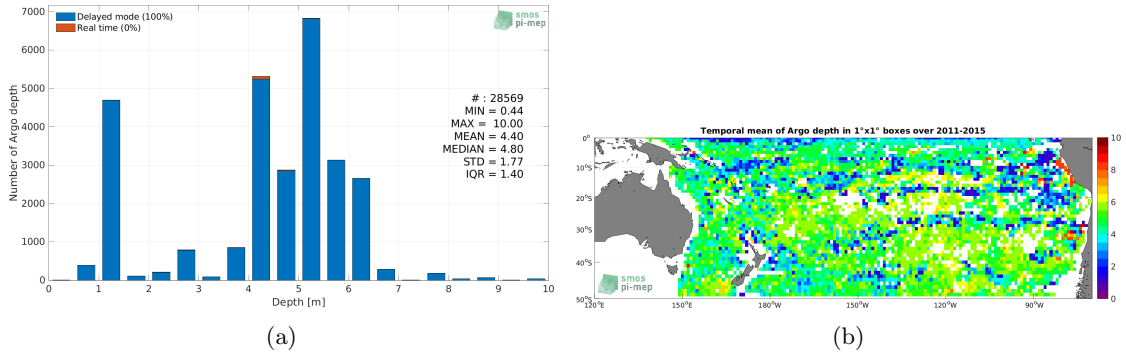 Delayed mode (100%)
Real time (0%)
smos
pi-mep
7000
6000
5000
4000
3000
2000
1000
0
Number of Argo depth
# : 28569
MIN = 0.44
MAX = 10.00
MEAN = 4.40
MEDIAN = 4.80
STD = 1.77
IQR = 1.40
0 1 2 3 4 5 6 7 8 9 10
Depth [m]
(a)
Temporal mean of Argo depth in 1°x1° boxes over 2011-2015
0°
10°S
20°S
30°S
40°S
50°S
120°E 150°E 180°W 150°W 120°W 90°W
smos
pi-mep
10
8
6
4
2
0
(b)